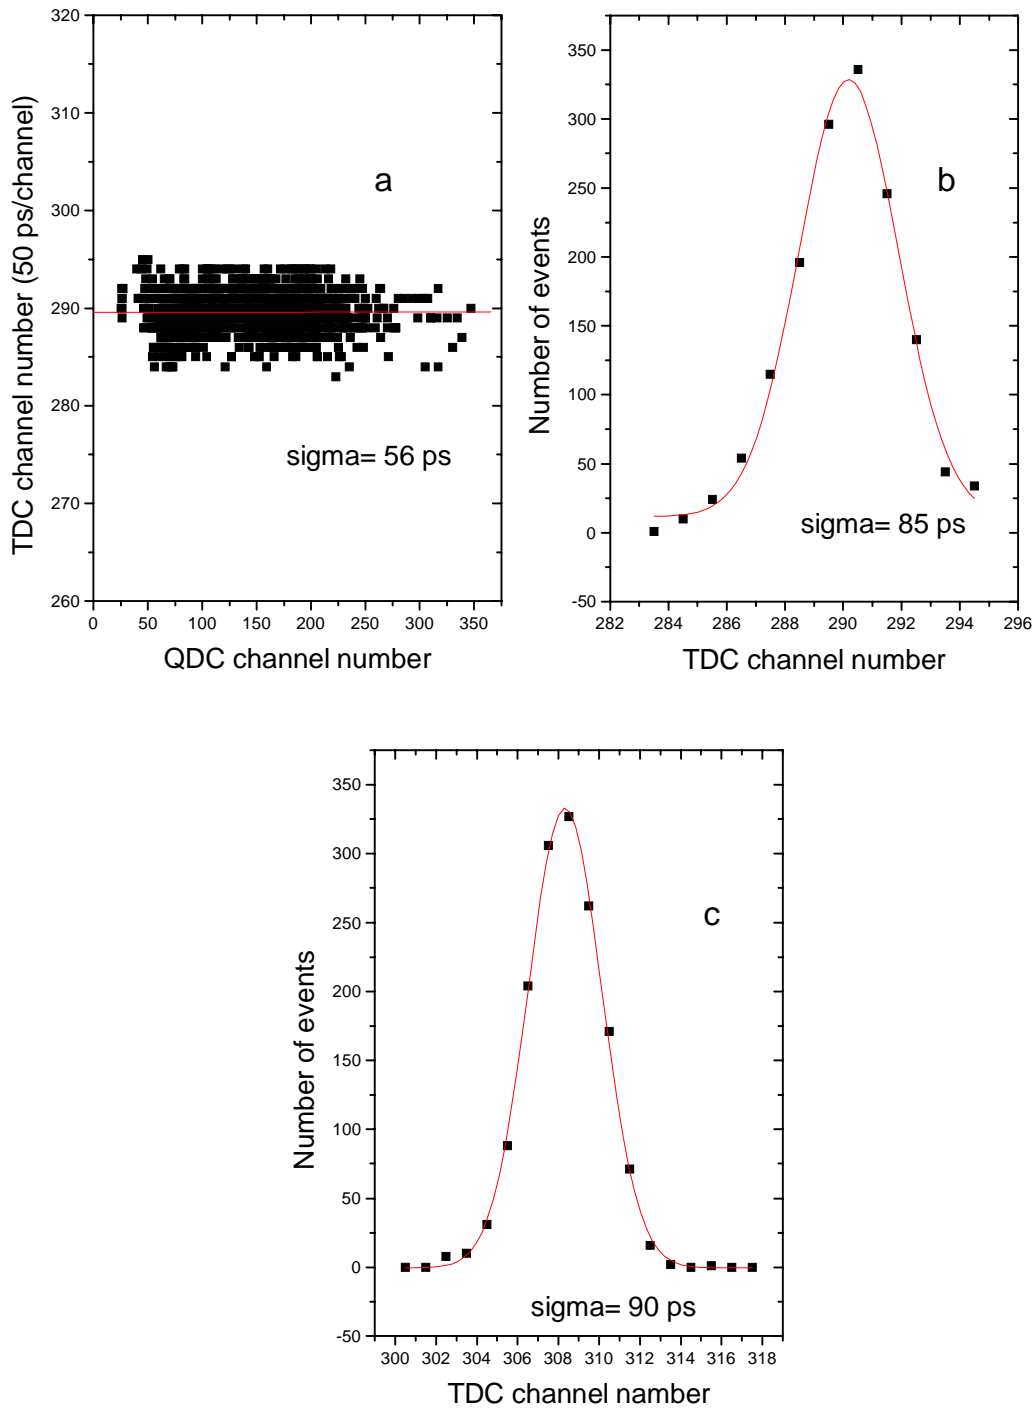 320
310
300
290
280
270
260
TDC channel number (50 ps/channel)
a
sigma= 56 ps
0 50 100 150 200 250 300 350
QDC channel number
350
300
250
200
150
100
50
0
-50
Number of events
b
sigma= 85 ps
282 284 286 288 290 292 294 296
TDC channel number
350
300
250
200
150
100
50
0
-50
Number of events
c
sigma= 90 ps
300 302 304 306 308 310 312 314 316 318
TDC channel namber